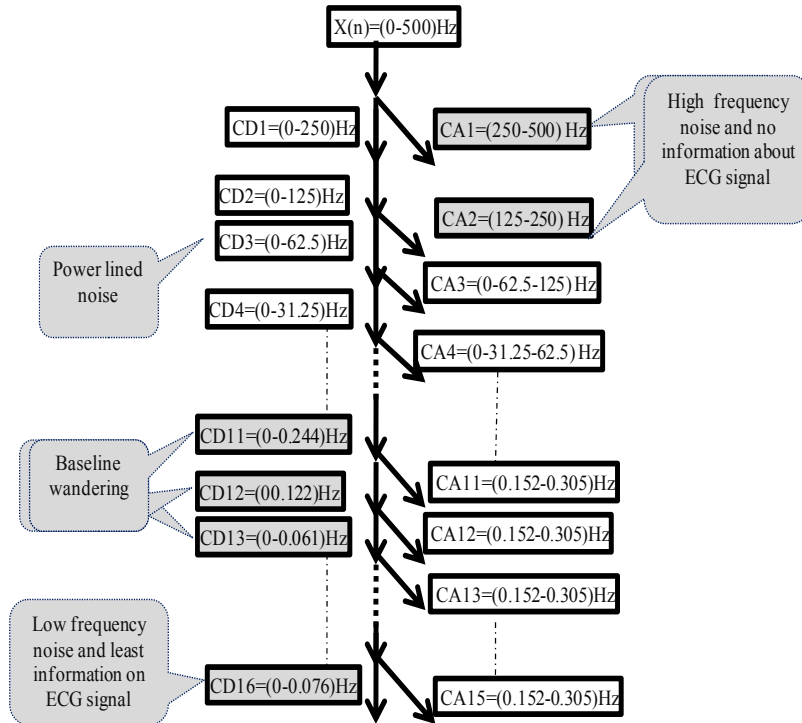 X(n)=(0-500)Hz
CD1=(0-250)Hz
CA1=(250-500) Hz
High frequency
noise and no
information about
ECG signal
CD2=(0-125)Hz
CA2=(125-250) Hz
CD3=(0-62.5)Hz
Power lined
noise
CA3=(0-62.5-125) Hz
CD4=(0-31.25)Hz
CA4=(0-31.25-62.5) Hz
CD11=(0-0.244)Hz
Baseline
wandering
CA11=(0.152-0.305)Hz
CD12=(00.122)Hz
CA12=(0.152-0.305)Hz
CD13=(0-0.061)Hz
CA13=(0.152-0.305)Hz
Low frequency
noise and least
information on
ECG signal
CD16=(0-0.076)Hz
CA15=(0.152-0.305)Hz